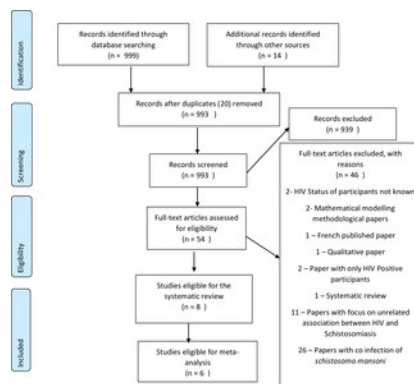 Identification
Records identified through
database searching
(n = 999)
Additional records identified
through other sources
(n = 14 )
Records after duplicates (20) removed
(n = 993 )
Screening
Records screened
(n = 993 )
Records excluded
(n = 939 )
Eligibility
Full-text articles assessed
for eligibility
(n = 54 )
Full-text articles excluded, with
reasons
(n = 46 )
2- HIV Status of participants not known
2- Mathematical modelling
methodological papers
1 – French published paper
1 – Qualitative paper
2 – Paper with only HIV Positive
participants
1 – Systematic review
11 – Papers with focus on unrelated
association between HIV and
Schistosomiasis
26 – Papers with co infection of
schistosoma mansoni
Included
Studies eligible for the
systematic review
(n = 8 )
Studies eligible for meta-
analysis
(n = 6 )